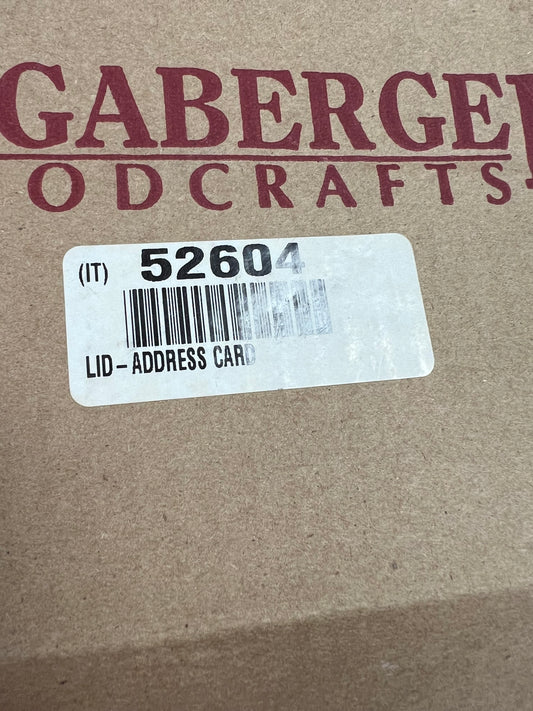 GABERGE
ODCRAFTS
(IT) 52604
LID-ADDRESS CARD